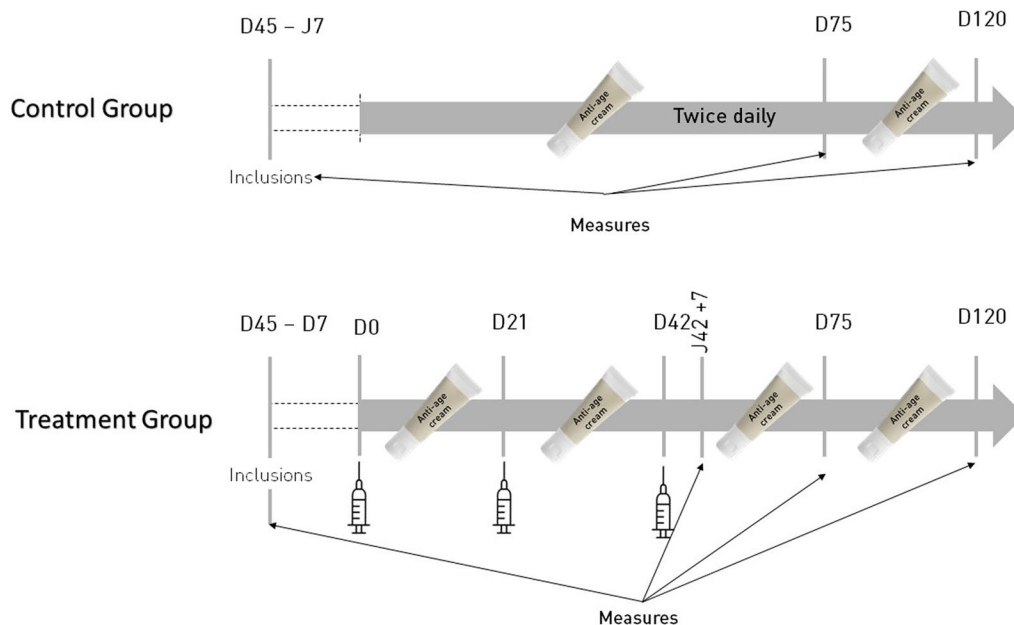 D45 – J7
D75
D120
Control Group
Anti-age
cream
Twice daily
Anti-age
cream
Inclusions
Measures
D45 – D7
D0
D21
D42
J42 +7
D75
D120
Treatment Group
Anti-age
cream
Anti-age
cream
Anti-age
cream
Anti-age
cream
Inclusions
Measures